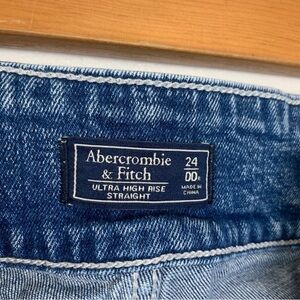 Abercrombie
& Fitch
ULTRA HIGH RISE
STRAIGHT
24
00R
MADE IN
CHINA